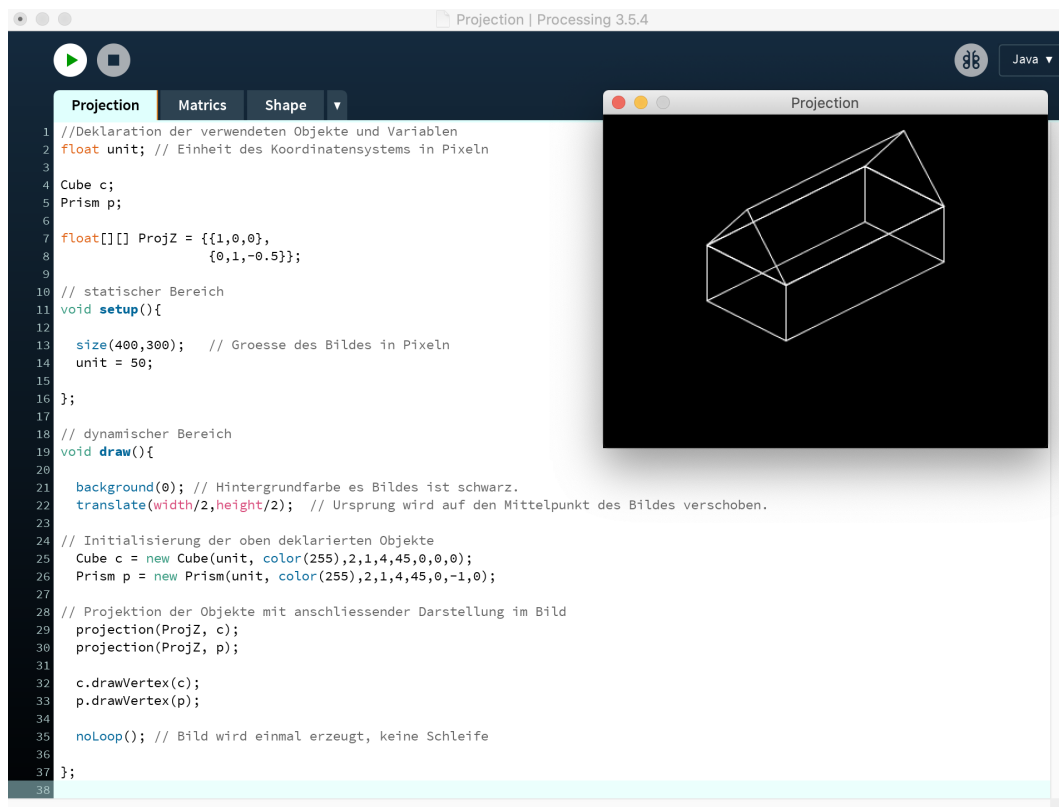 Projection | Processing 3.5.4
Java ▼
Projection Matrics Shape ▼
Projection
1 //Deklaration der verwendeten Objekte und Variablen
2 float unit; // Einheit des Koordinatensystems in Pixeln
3
4 Cube c;
5 Prism p;
6
7 float[][] ProjZ = {{1,0,0},
8 {0,1,-0.5}};
9
10 // statischer Bereich
11 void setup(){
12
13 size(400,300); // Groesse des Bildes in Pixeln
14 unit = 50;
15
16 };
17
18 // dynamischer Bereich
19 void draw(){
20
21 background(0); // Hintergrundfarbe es Bildes ist schwarz.
22 translate(width/2,height/2); // Ursprung wird auf den Mittelpunkt des Bildes verschoben.
23
24 // Initialisierung der oben deklarierten Objekte
25 Cube c = new Cube(unit, color(255),2,1,4,45,0,0,0);
26 Prism p = new Prism(unit, color(255),2,1,4,45,0,-1,0);
27
28 // Projektion der Objekte mit anschliessender Darstellung im Bild
29 projection(ProjZ, c);
30 projection(ProjZ, p);
31
32 c.drawVertex(c);
33 p.drawVertex(p);
34
35 noLoop(); // Bild wird einmal erzeugt, keine Schleife
36
37 };
38